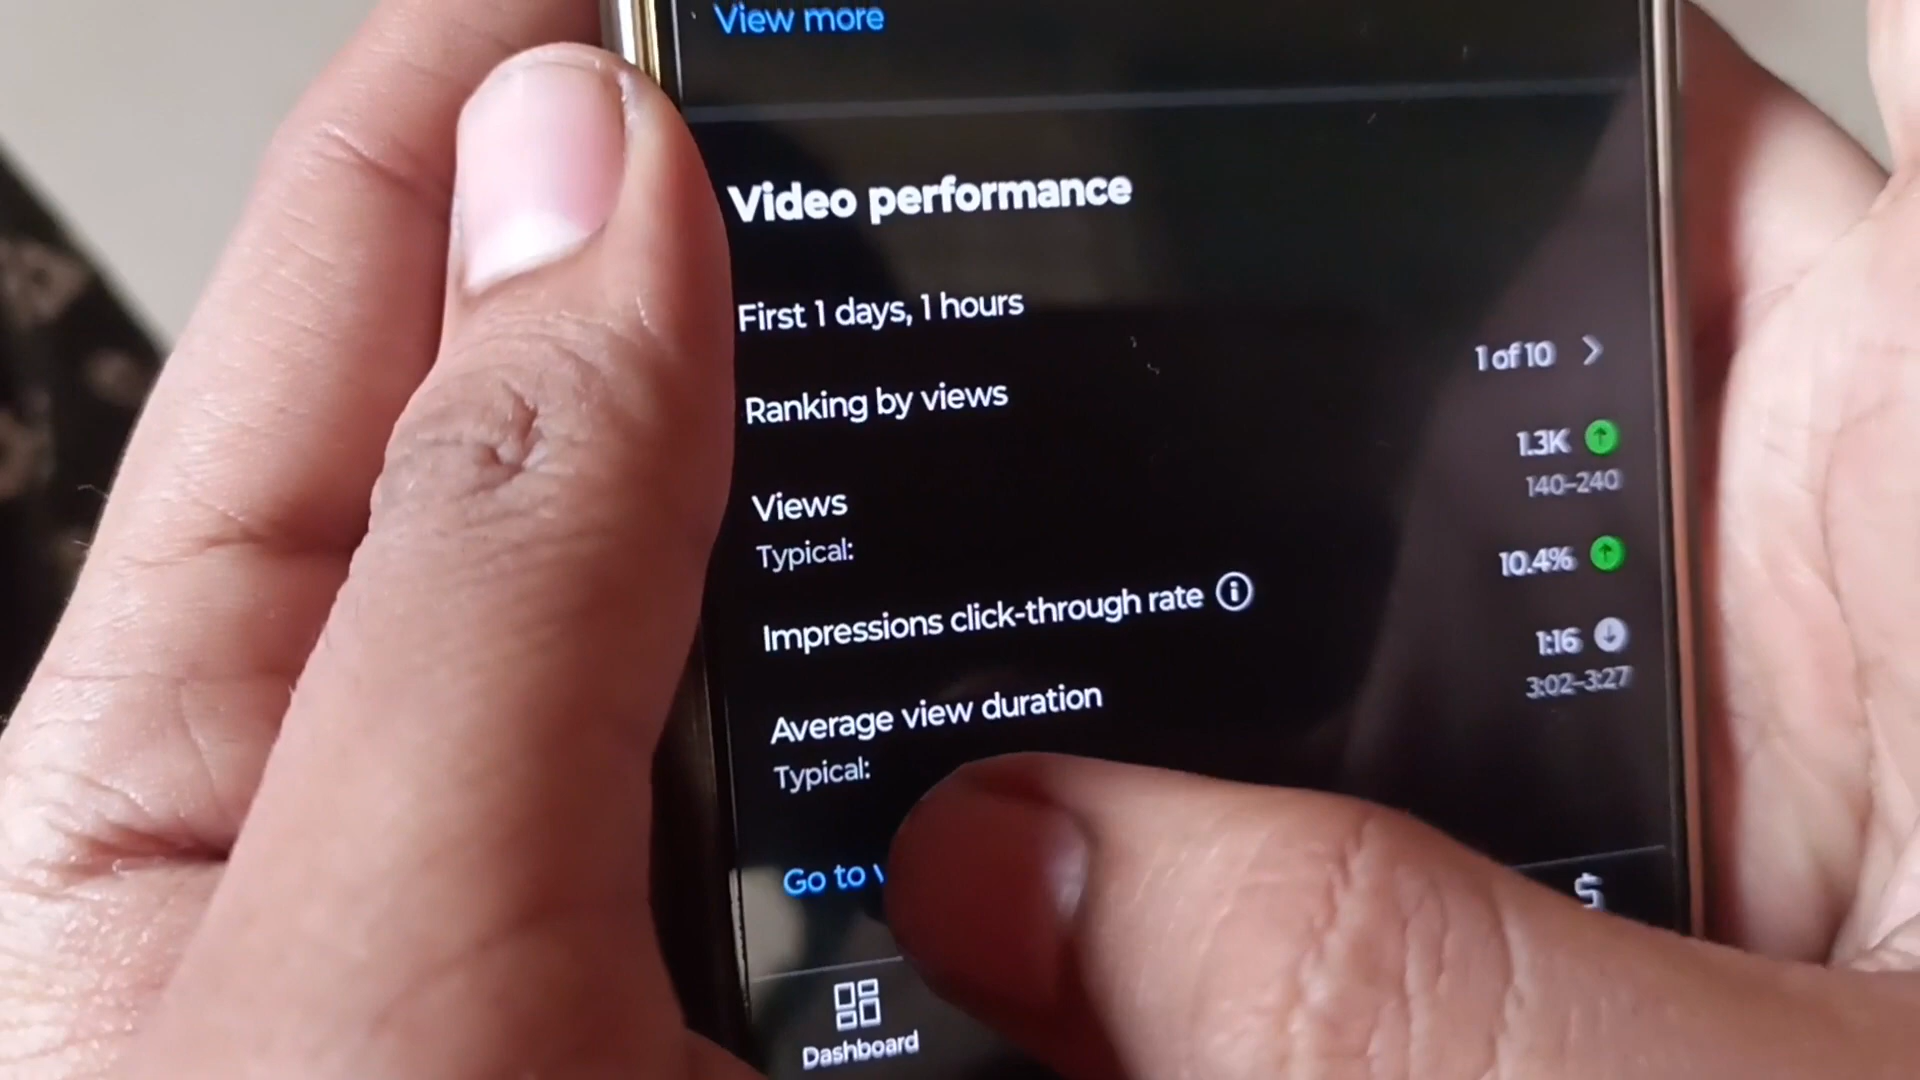 View more
Video performance
First 1 days, 1 hours
Ranking by views
1 of 10
Views
1.3K
Typical:
140–240
Impressions click-through rate
10.4%
Average view duration
1:16
Typical:
3:02–3:27
Go to
Dashboard